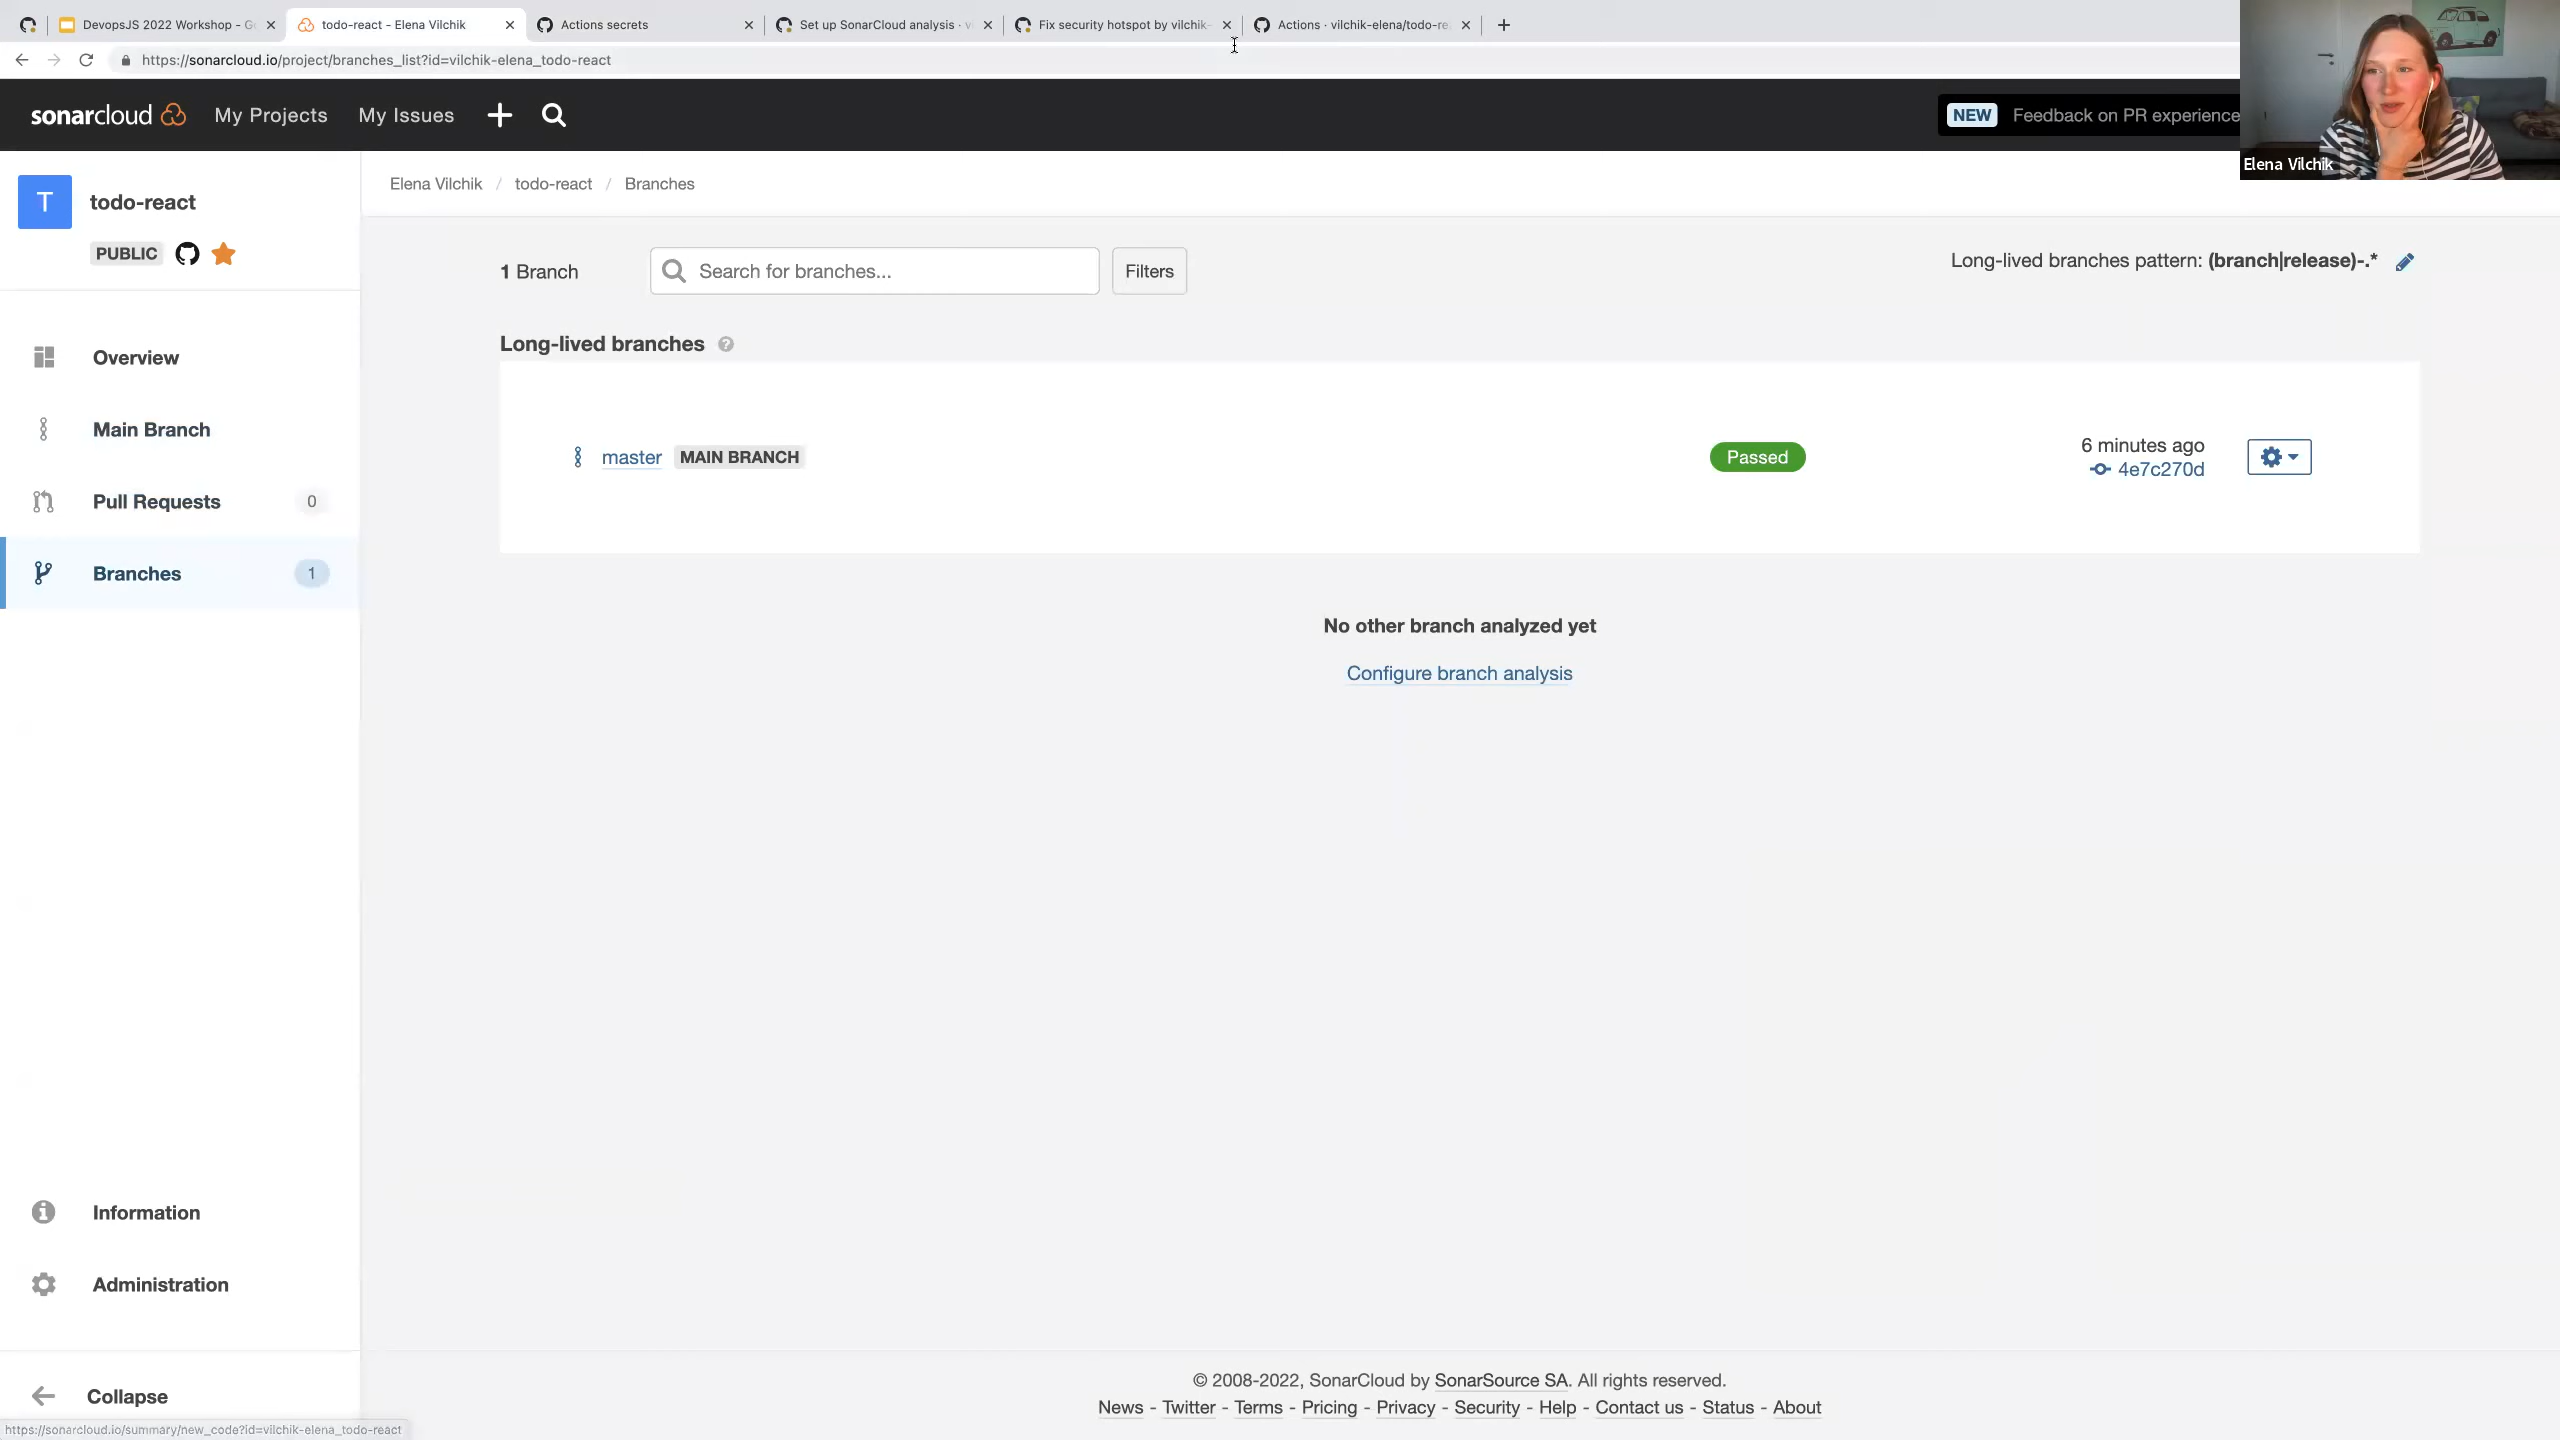 DevopsJS 2022 Workshop - G
todo-react - Elena Vilchik
Actions secrets
Set up SonarCloud analysis · v
Fix security hotspot by vilchik-
Actions · vilchik-elena/todo-re
https://sonarcloud.io/project/branches_list?id=vilchik-elena_todo-react
sonarcloud
My Projects
My Issues
NEW
Feedback on PR experience
Elena Vilchik
T
todo-react
PUBLIC
Elena Vilchik / todo-react / Branches
1 Branch
Search for branches...
Filters
Long-lived branches pattern: (branch|release)-.*
Long-lived branches ?
Overview
Main Branch
Pull Requests 0
Branches 1
master MAIN BRANCH
Passed
6 minutes ago
4e7c270d
No other branch analyzed yet
Configure branch analysis
Information
Administration
Collapse
© 2008-2022, SonarCloud by SonarSource SA. All rights reserved.
News - Twitter - Terms - Pricing - Privacy - Security - Help - Contact us - Status - About
https://sonarcloud.io/summary/new_code?id=vilchik-elena_todo-react